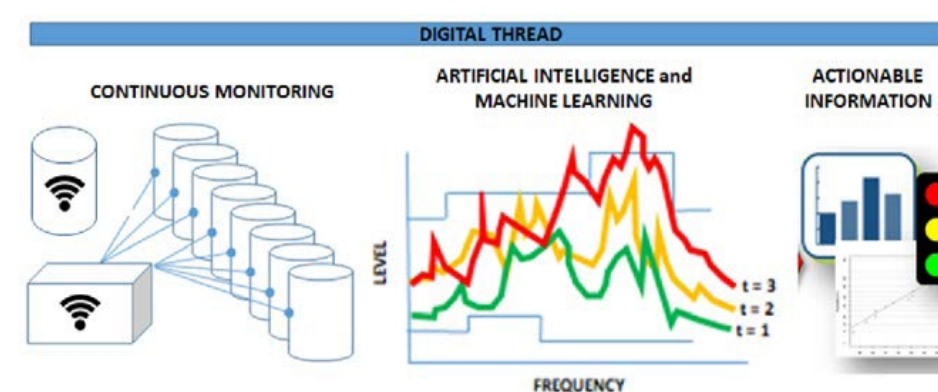 DIGITAL THREAD
CONTINUOUS MONITORING
ARTIFICIAL INTELLIGENCE and
MACHINE LEARNING
LEVEL
t = 3
t = 2
t = 1
FREQUENCY
ACTIONABLE
INFORMATION